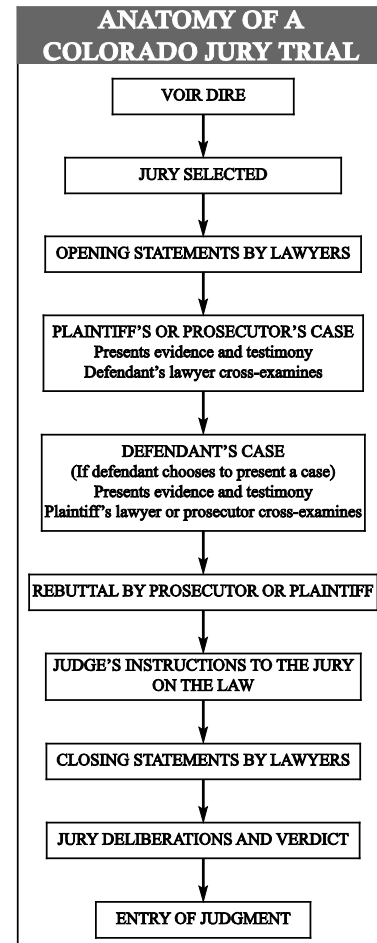 ANATOMY OF A
COLORADO JURY TRIAL
VOIR DIRE
JURY SELECTED
OPENING STATEMENTS BY LAWYERS
PLAINTIFF'S OR PROSECUTOR'S CASE
Presents evidence and testimony
Defendant's lawyer cross-examines
DEFENDANT'S CASE
(If defendant chooses to present a case)
Presents evidence and testimony
Plaintiff's lawyer or prosecutor cross-examines
REBUTTAL BY PROSECUTOR OR PLAINTIFF
JUDGE'S INSTRUCTIONS TO THE JURY
ON THE LAW
CLOSING STATEMENTS BY LAWYERS
JURY DELIBERATIONS AND VERDICT
ENTRY OF JUDGMENT